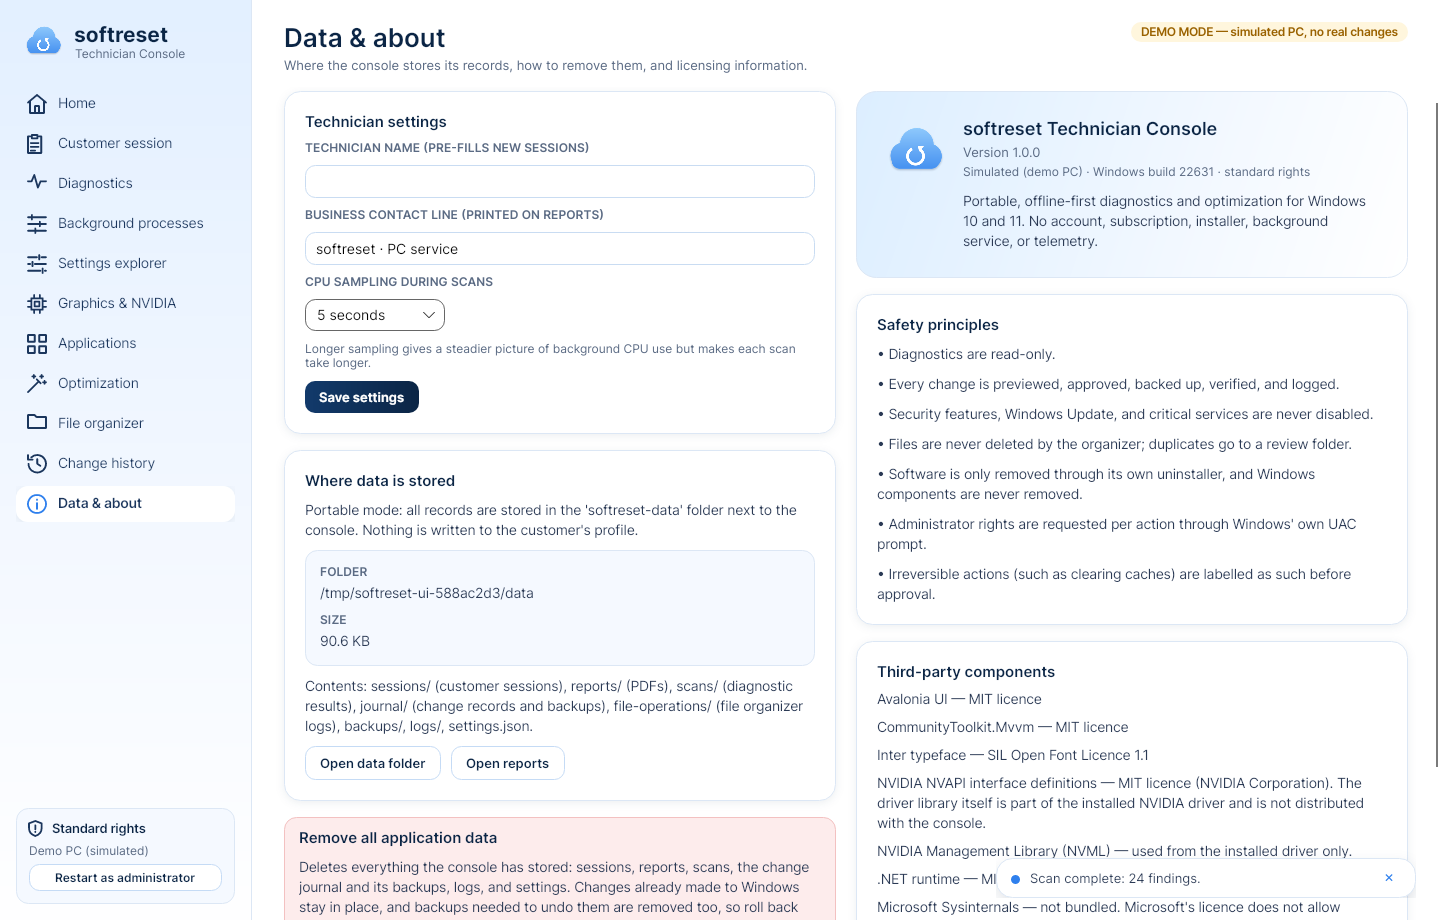 softreset
Technician Console
Home
Customer session
Diagnostics
Background processes
Settings explorer
Graphics & NVIDIA
Applications
Optimization
File organizer
Change history
Data & about
Standard rights
Demo PC (simulated)
Restart as administrator
Data & about
Where the console stores its records, how to remove them, and licensing information.
DEMO MODE — simulated PC, no real changes
Technician settings
TECHNICIAN NAME (PRE-FILLS NEW SESSIONS)
BUSINESS CONTACT LINE (PRINTED ON REPORTS)
softreset · PC service
CPU SAMPLING DURING SCANS
5 seconds
Longer sampling gives a steadier picture of background CPU use but makes each scan
take longer.
Save settings
Where data is stored
Portable mode: all records are stored in the 'softreset-data' folder next to the
console. Nothing is written to the customer's profile.
FOLDER
/tmp/softreset-ui-588ac2d3/data
SIZE
90.6 KB
Contents: sessions/ (customer sessions), reports/ (PDFs), scans/ (diagnostic
results), journal/ (change records and backups), file-operations/ (file organizer
logs), backups/, logs/, settings.json.
Open data folder
Open reports
Remove all application data
Deletes everything the console has stored: sessions, reports, scans, the change
journal and its backups, logs, and settings. Changes already made to Windows
stay in place, and backups needed to undo them are removed too, so roll back
softreset Technician Console
Version 1.0.0
Simulated (demo PC) · Windows build 22631 · standard rights
Portable, offline-first diagnostics and optimization for Windows
10 and 11. No account, subscription, installer, background
service, or telemetry.
Safety principles
• Diagnostics are read-only.
• Every change is previewed, approved, backed up, verified, and logged.
• Security features, Windows Update, and critical services are never disabled.
• Files are never deleted by the organizer; duplicates go to a review folder.
• Software is only removed through its own uninstaller, and Windows
components are never removed.
• Administrator rights are requested per action through Windows' own UAC
prompt.
• Irreversible actions (such as clearing caches) are labelled as such before
approval.
Third-party components
Avalonia UI — MIT licence
CommunityToolkit.Mvvm — MIT licence
Inter typeface — SIL Open Font Licence 1.1
NVIDIA NVAPI interface definitions — MIT licence (NVIDIA Corporation). The
driver library itself is part of the installed NVIDIA driver and is not distributed
with the console.
NVIDIA Management Library (NVML) — used from the installed driver only.
.NET runtime —
Scan complete: 24 findings.
Microsoft Sysinternals — not bundled. Microsoft's licence does not allow